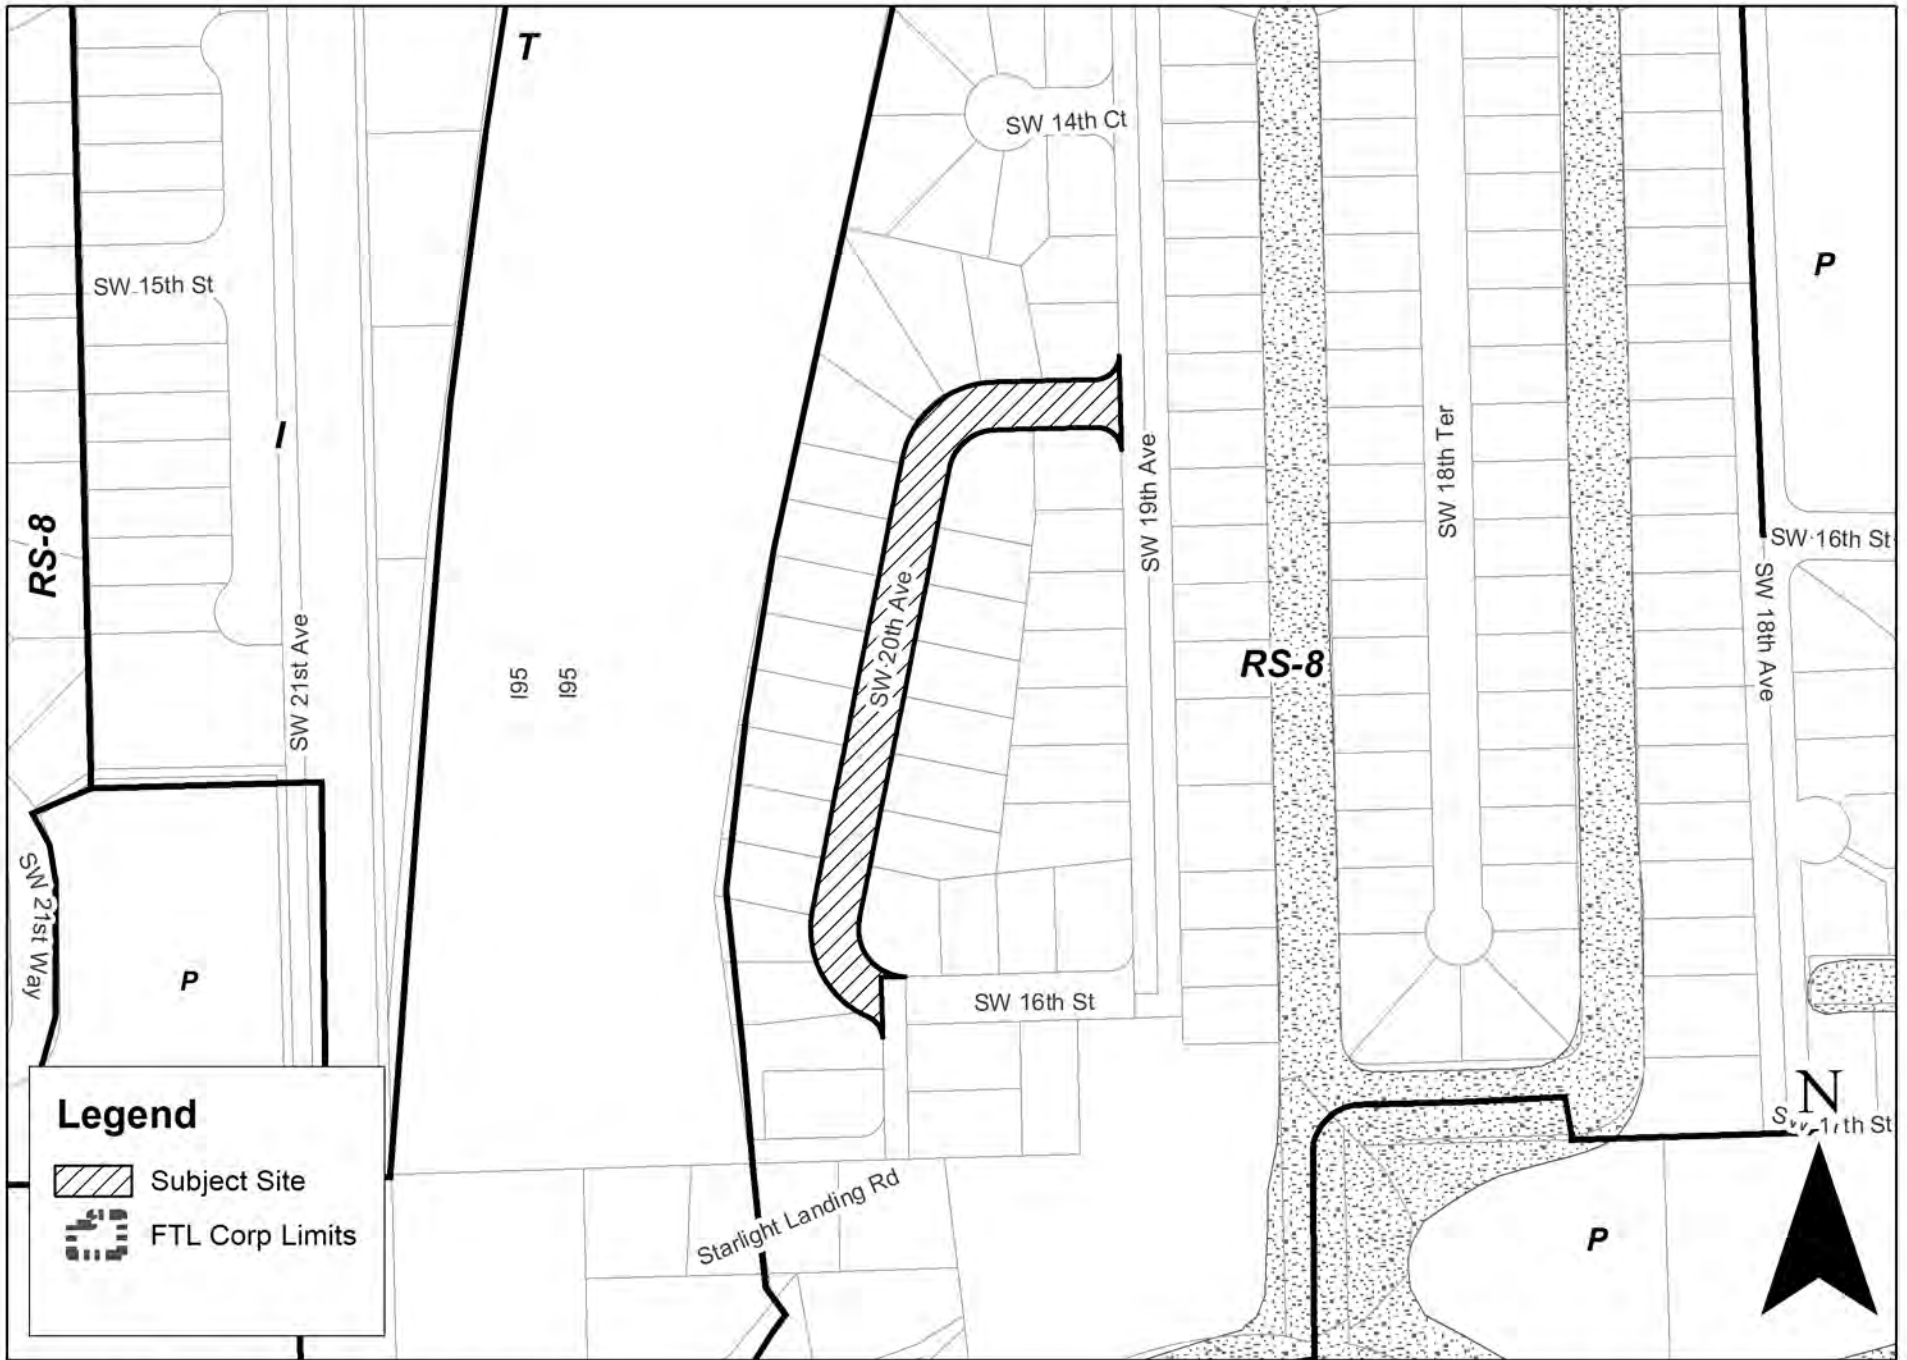 T
SW 14th Ct
P
SW 15th St
I
SW 19th Ave
SW 18th Ter
RS-8
SW 16th St
SW 20th Ave
SW 18th Ave
SW 21st Ave
I95
I95
RS-8
SW 21st Way
P
SW 16th St
N
Legend
Subject Site
FTL Corp Limits
Starlight Landing Rd
P